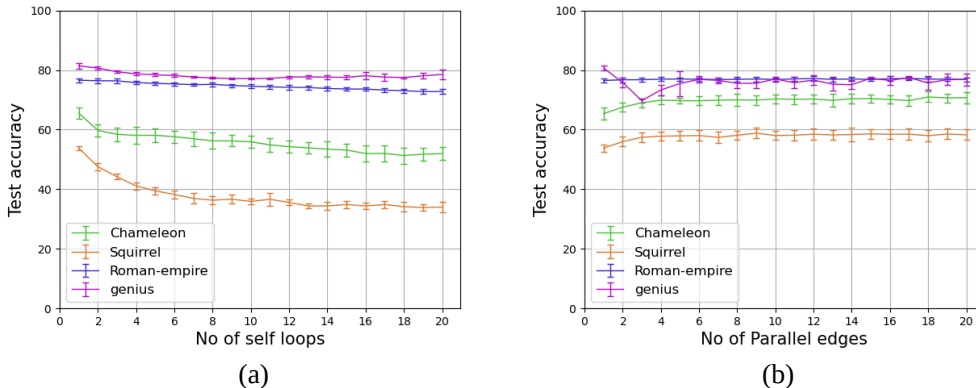 100
80
60
40
20
0
Test accuracy
Chameleon
Squirrel
Roman-empire
genius
0 2 4 6 8 10 12 14 16 18 20
No of self loops
(a)
100
80
60
40
20
0
Test accuracy
Chameleon
Squirrel
Roman-empire
genius
0 2 4 6 8 10 12 14 16 18 20
No of Parallel edges
(b)